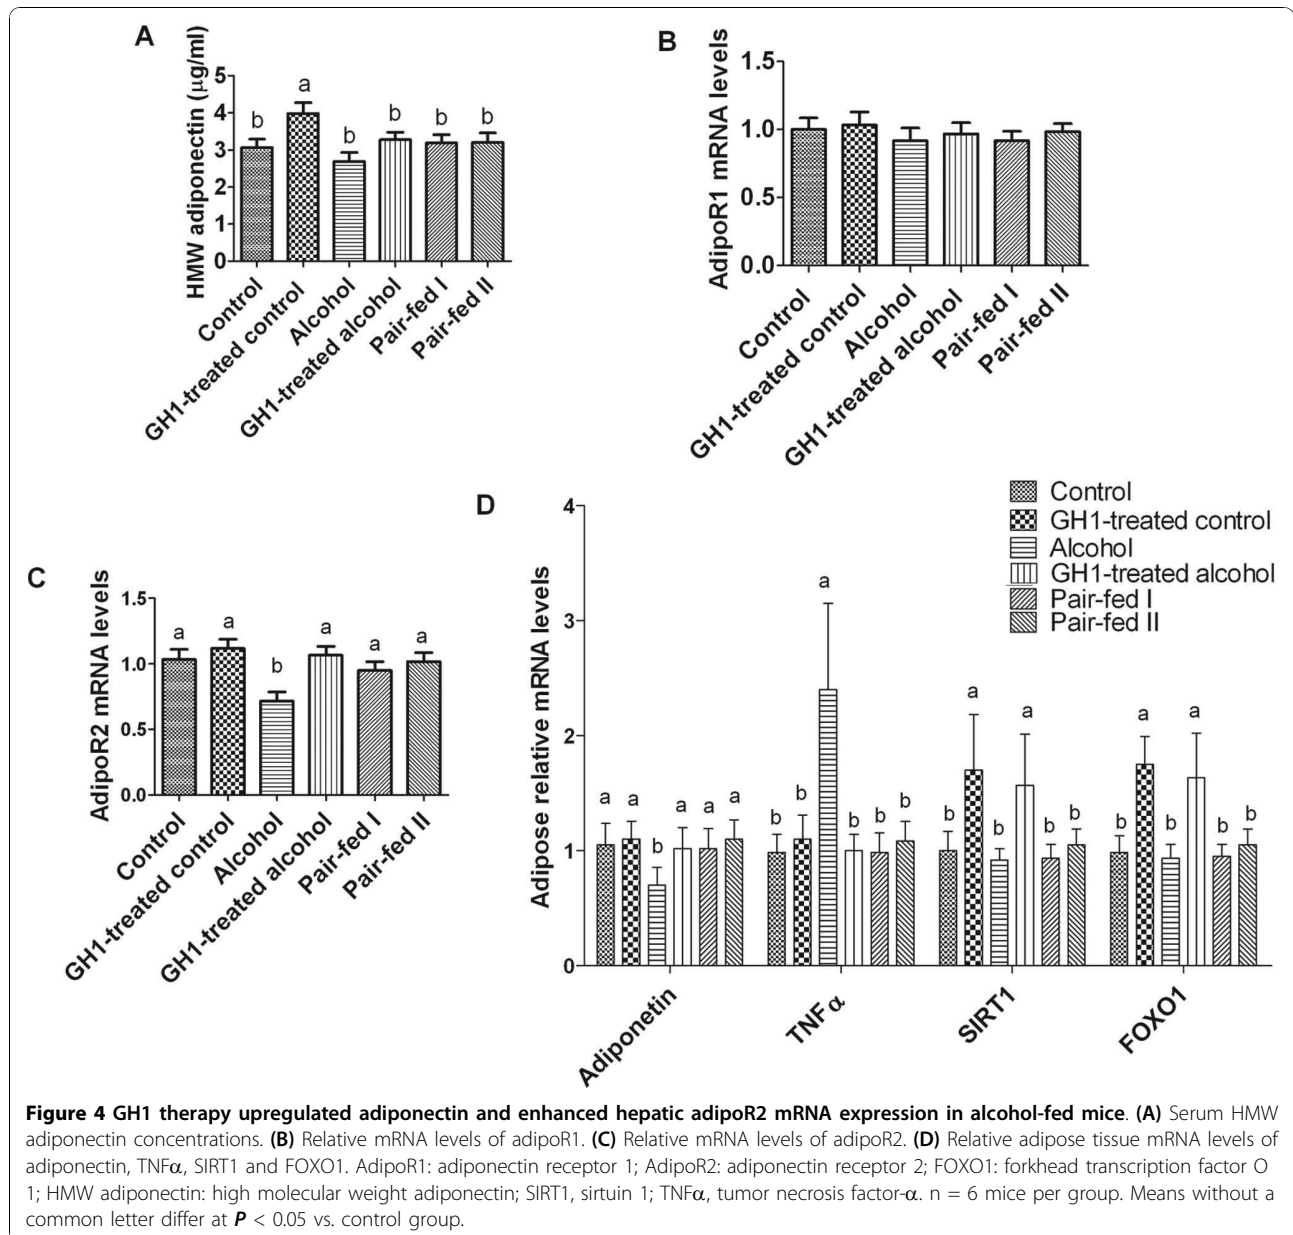 A
HMW adiponectin (μg/ml)
5
4
3
2
1
0
b
a
b
b
b
b
Control
GH1-treated control
Alcohol
GH1-treated alcohol
Pair-fed I
Pair-fed II
B
AdipoR1 mRNA levels
1.5
1.0
0.5
0.0
Control
GH1-treated control
Alcohol
GH1-treated alcohol
Pair-fed I
Pair-fed II
C
AdipoR2 mRNA levels
1.5
1.0
0.5
0.0
a
a
b
a
a
a
Control
GH1-treated control
Alcohol
GH1-treated alcohol
Pair-fed I
Pair-fed II
D
Adipose relative mRNA levels
4
3
2
1
0
Control
GH1-treated control
Alcohol
GH1-treated alcohol
Pair-fed I
Pair-fed II
a a b a a a
b b a b b b
b a b a b b
b a b a b b
Adiponetin
TNFα
SIRT1
FOXO1
Figure 4 GH1 therapy upregulated adiponectin and enhanced hepatic adipoR2 mRNA expression in alcohol-fed mice. (A) Serum HMW
adiponectin concentrations. (B) Relative mRNA levels of adipoR1. (C) Relative mRNA levels of adipoR2. (D) Relative adipose tissue mRNA levels of
adiponectin, TNFα, SIRT1 and FOXO1. AdipoR1: adiponectin receptor 1; AdipoR2: adiponectin receptor 2; FOXO1: forkhead transcription factor O
1; HMW adiponectin: high molecular weight adiponectin; SIRT1, sirtuin 1; TNFα, tumor necrosis factor-α. n = 6 mice per group. Means without a
common letter differ at P < 0.05 vs. control group.